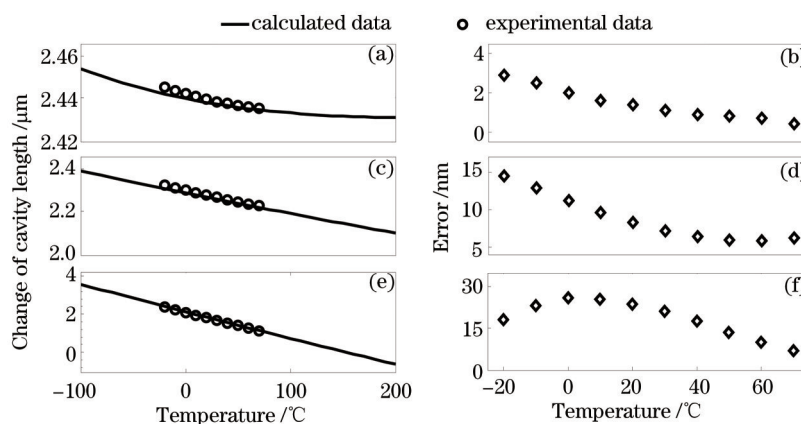 calculated data
experimental data
(a)
2.46
2.44
2.42
(b)
4
2
0
(c)
2.4
2.2
2.0
(d)
15
10
5
(e)
4
2
0
(f)
30
15
0
Change of cavity length /μm
Error /nm
−100 0 100 200
−20 0 20 40 60
Temperature /℃
Temperature /℃